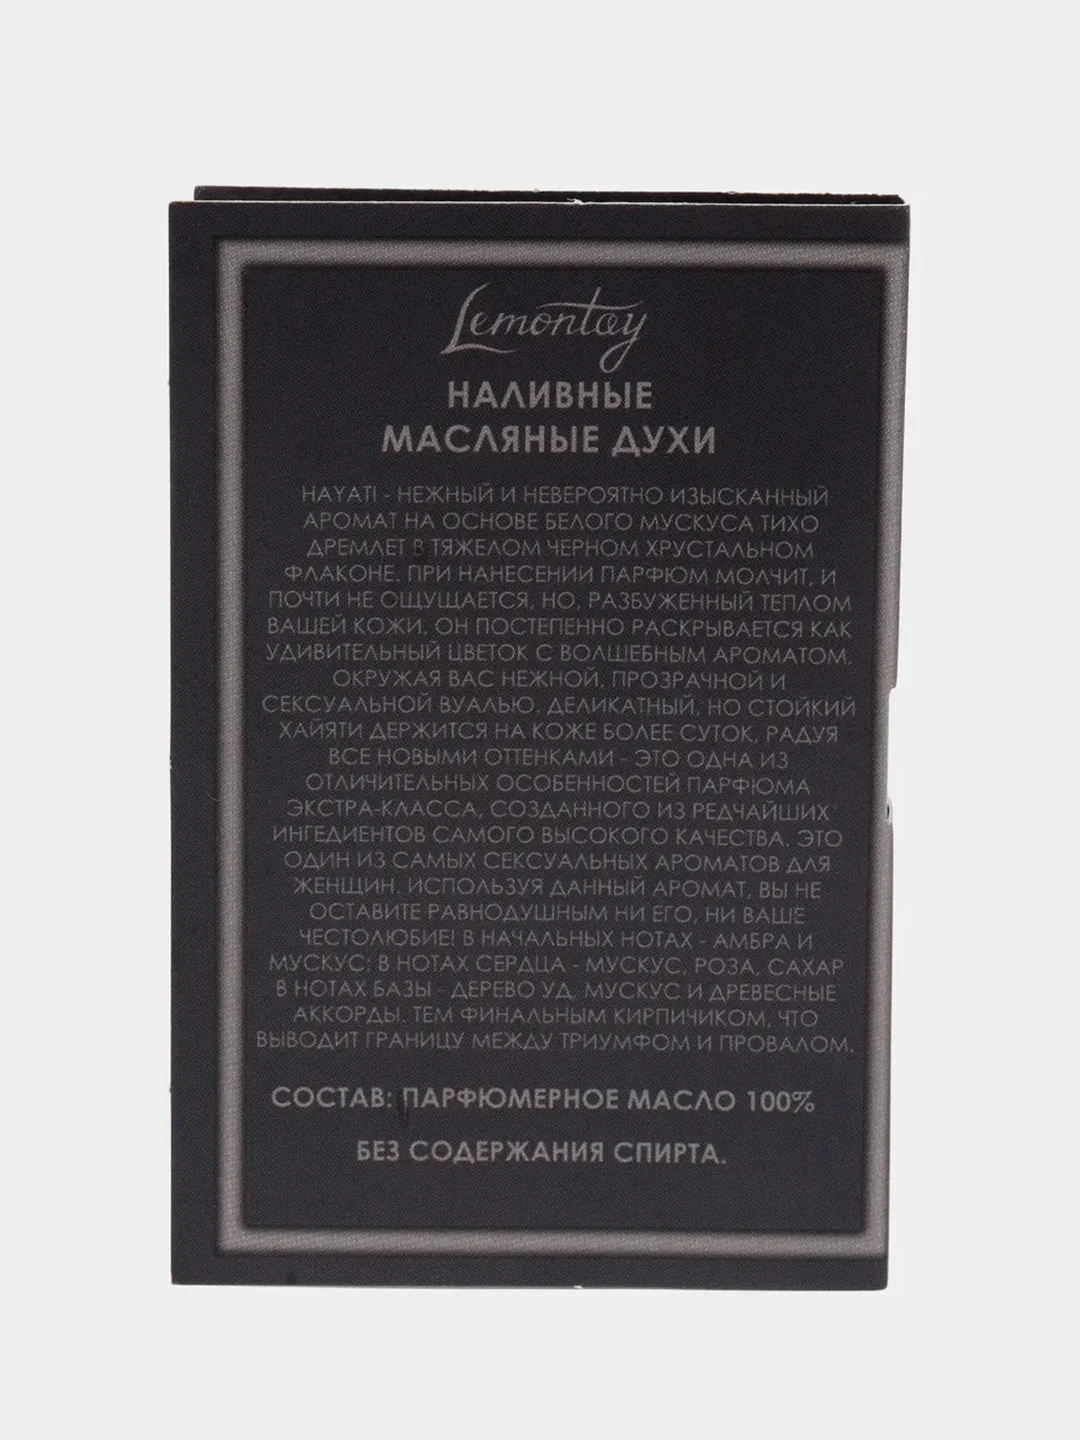 Lemontay
НАЛИВНЫЕ
МАСЛЯНЫЕ ДУХИ
HAYATI - НЕЖНЫЙ И НЕВЕРОЯТНО ИЗЫСКАННЫЙ
АРОМАТ НА ОСНОВЕ БЕЛОГО МУСКУСА ТИХО
ДРЕМЛЕТ В ТЯЖЕЛОМ ЧЕРНОМ ХРУСТАЛЬНОМ
ФЛАКОНЕ. ПРИ НАНЕСЕНИИ ПАРФЮМ МОЛЧИТ, И
ПОЧТИ НЕ ОЩУЩАЕТСЯ, НО, РАЗБУЖЕННЫЙ ТЕПЛОМ
ВАШЕЙ КОЖИ, ОН ПОСТЕПЕННО РАСКРЫВАЕТСЯ КАК
УДИВИТЕЛЬНЫЙ ЦВЕТОК С ВОЛШЕБНЫМ АРОМАТОМ,
ОКРУЖАЯ ВАС НЕЖНОЙ, ПРОЗРАЧНОЙ И
СЕКСУАЛЬНОЙ ВУАЛЬЮ. ДЕЛИКАТНЫЙ, НО СТОЙКИЙ
ХАЙЯТИ ДЕРЖИТСЯ НА КОЖЕ БОЛЕЕ СУТОК, РАДУЯ
ВСЕ НОВЫМИ ОТТЕНКАМИ - ЭТО ОДНА ИЗ
ОТЛИЧИТЕЛЬНЫХ ОСОБЕННОСТЕЙ ПАРФЮМА
ЭКСТРА-КЛАССА, СОЗДАННОГО ИЗ РЕДЧАЙШИХ
ИНГЕДИЕНТОВ САМОГО ВЫСОКОГО КАЧЕСТВА. ЭТО
ОДИН ИЗ САМЫХ СЕКСУАЛЬНЫХ АРОМАТОВ ДЛЯ
ЖЕНЩИН. ИСПОЛЬЗУЯ ДАННЫЙ АРОМАТ, ВЫ НЕ
ОСТАВИТЕ РАВНОДУШНЫМ НИ ЕГО, НИ ВАШЕ
ЧЕСТОЛЮБИЕ! В НАЧАЛЬНЫХ НОТАХ - АМБРА И
МУСКУС; В НОТАХ СЕРДЦА - МУСКУС, РОЗА, САХАР
В НОТАХ БАЗЫ - ДЕРЕВО УД, МУСКУС И ДРЕВЕСНЫЕ
АККОРДЫ. ТЕМ ФИНАЛЬНЫМ КИРПИЧИКОМ, ЧТО
ВЫВОДИТ ГРАНИЦУ МЕЖДУ ТРИУМФОМ И ПРОВАЛОМ.
СОСТАВ: ПАРФЮМЕРНОЕ МАСЛО 100%
БЕЗ СОДЕРЖАНИЯ СПИРТА.